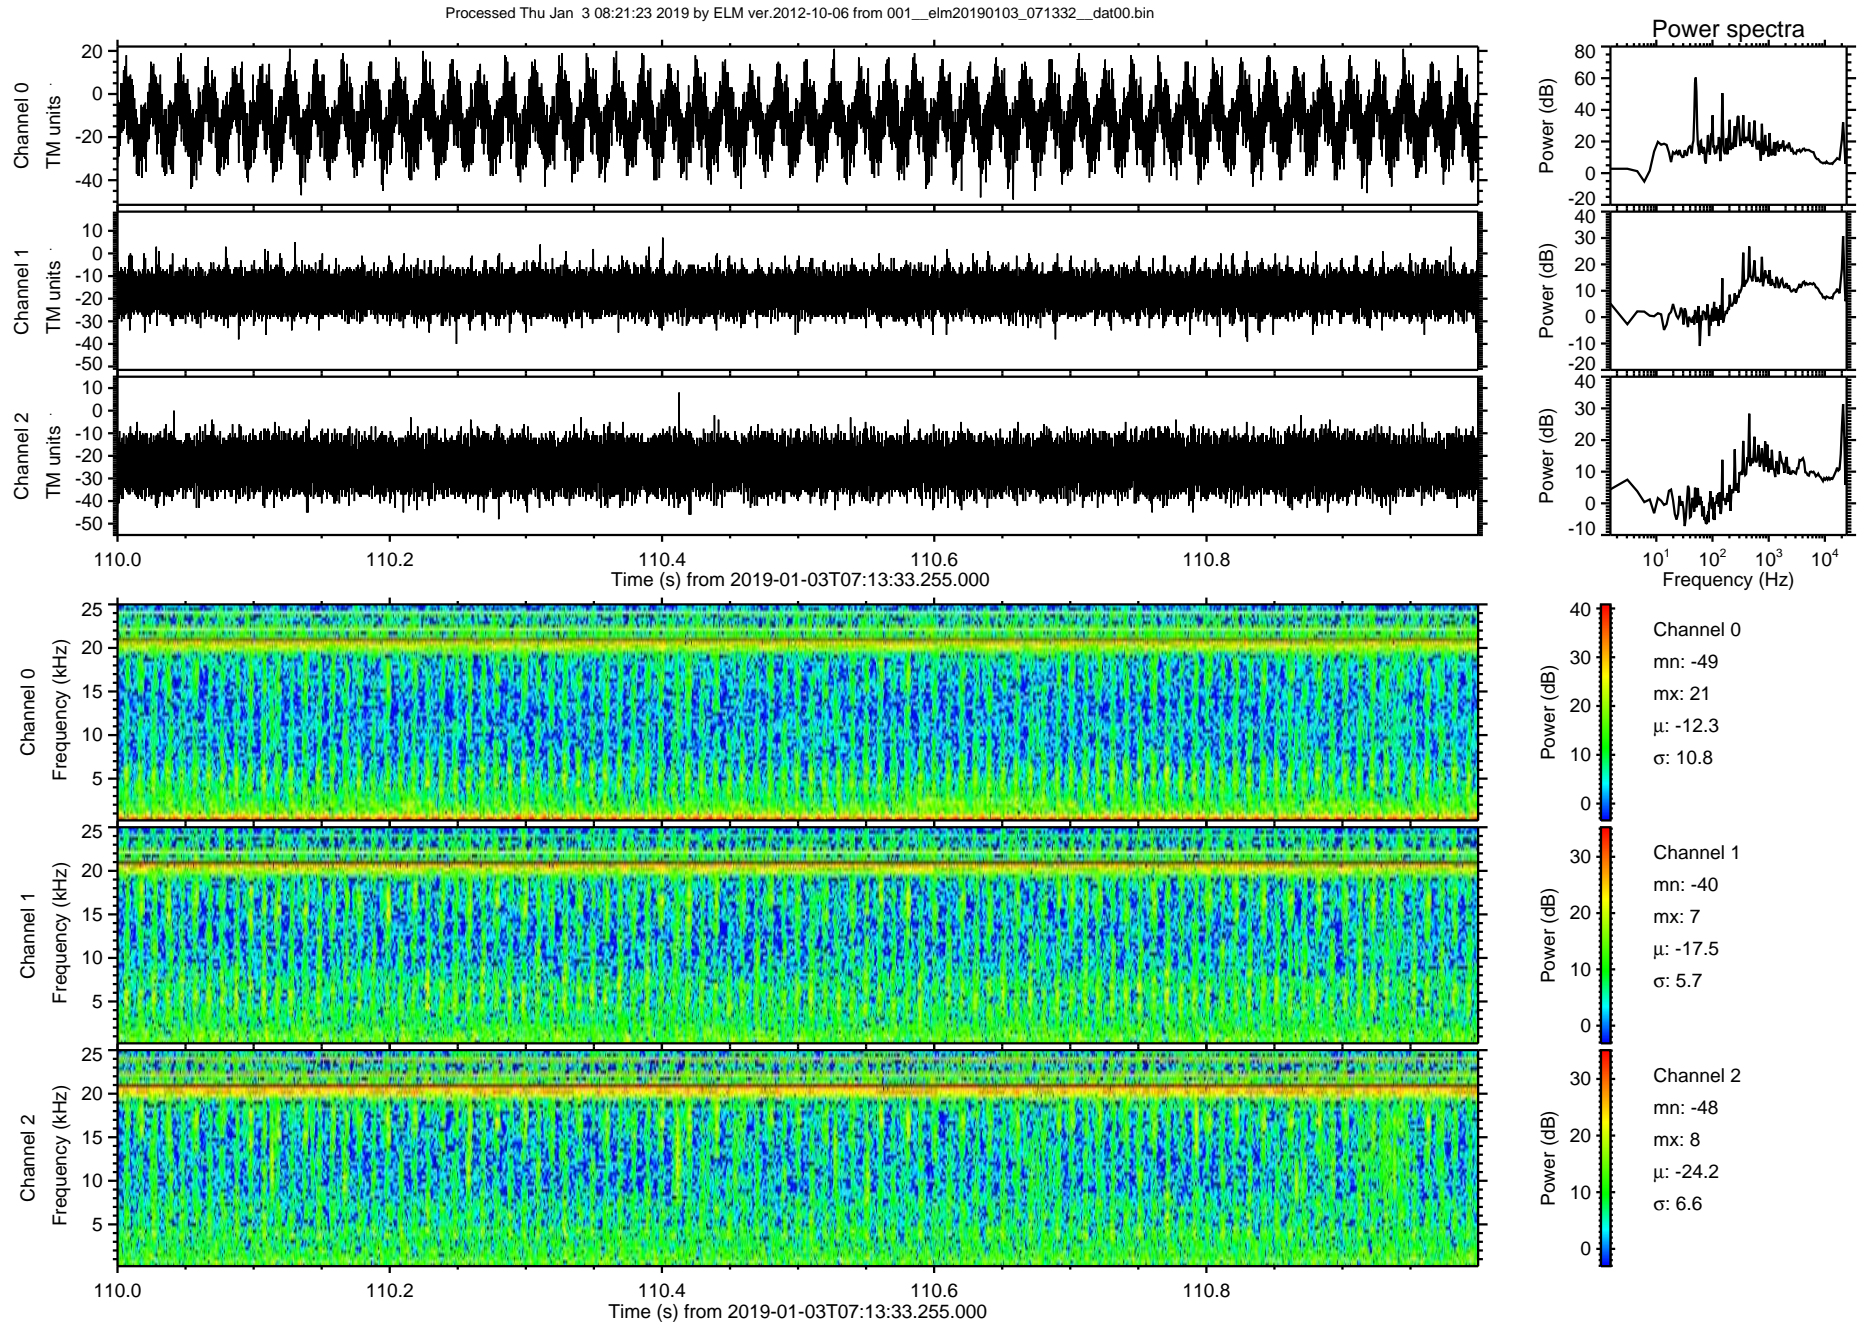 Processed Thu Jan  3 08:21:23 2019 by ELM ver.2012-10-06 from 001__elm20190103_071332__dat00.bin
Power spectra
Channel 0
TM units
20
0
-20
-40
Power (dB)
80
60
40
20
0
-20
Channel 1
TM units
10
0
-10
-20
-30
-40
-50
Power (dB)
40
30
20
10
0
-10
-20
Channel 2
TM units
10
0
-10
-20
-30
-40
-50
Power (dB)
40
30
20
10
0
-10
110.0 110.2 110.4 110.6 110.8
Time (s) from 2019-01-03T07:13:33.255.000
10¹ 10² 10³ 10⁴
Frequency (Hz)
Channel 0
Frequency (kHz)
25
20
15
10
5
Power (dB)
40
30
20
10
0
Channel 0
mn: -49
mx: 21
μ: -12.3
σ: 10.8
Channel 1
Frequency (kHz)
25
20
15
10
5
Power (dB)
30
20
10
0
Channel 1
mn: -40
mx: 7
μ: -17.5
σ: 5.7
Channel 2
Frequency (kHz)
25
20
15
10
5
Power (dB)
30
20
10
0
Channel 2
mn: -48
mx: 8
μ: -24.2
σ: 6.6
110.0 110.2 110.4 110.6 110.8
Time (s) from 2019-01-03T07:13:33.255.000